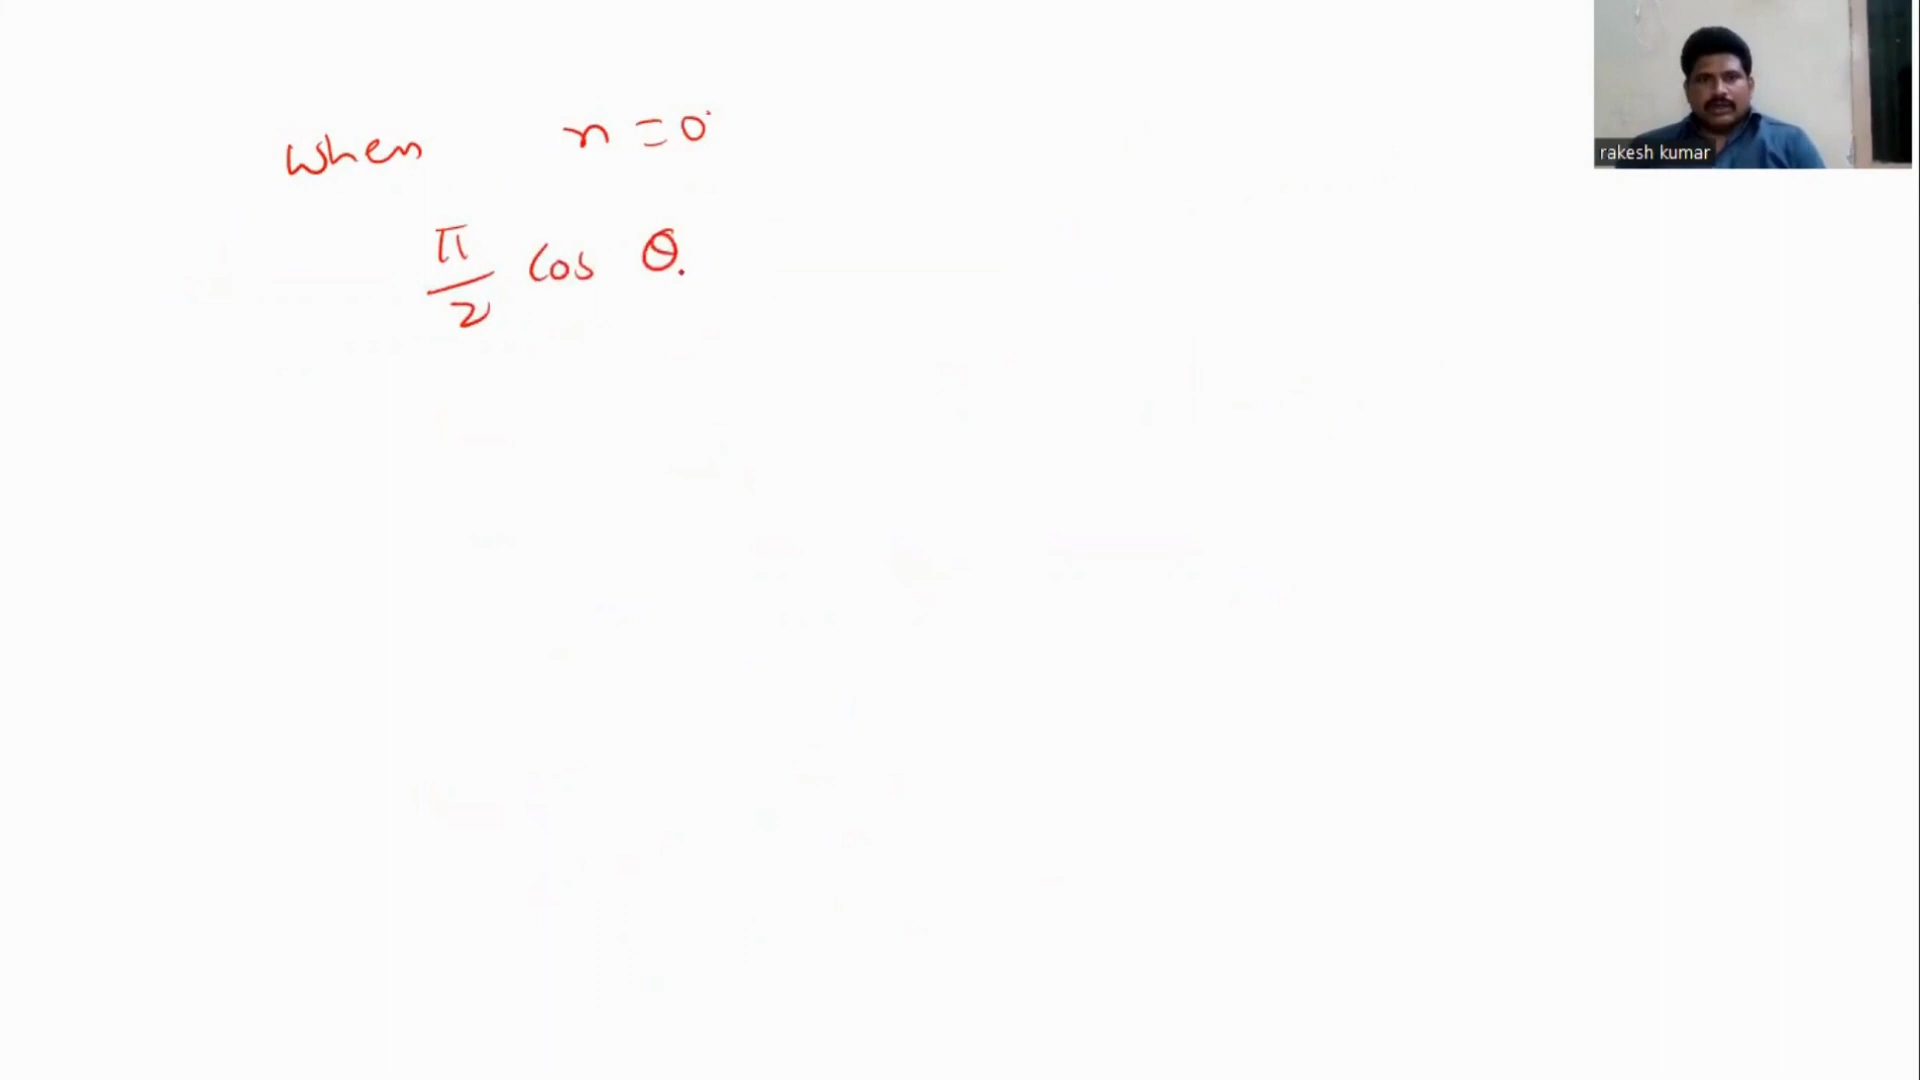 when n = 0
π/2 cos θ.
rakesh kumar